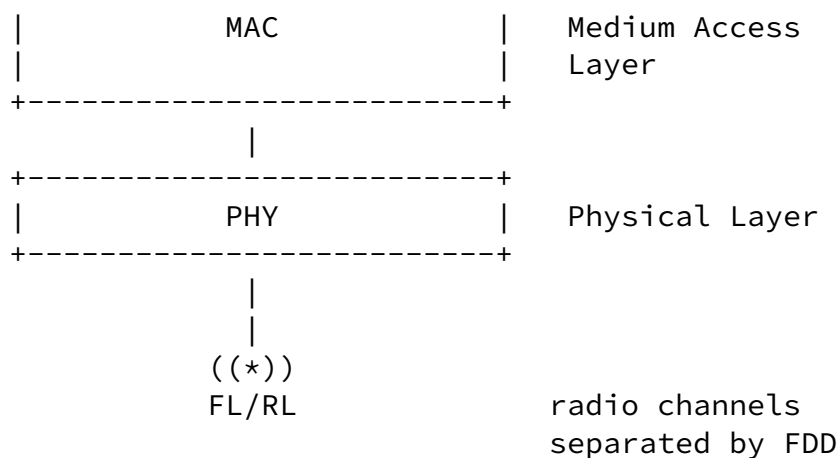 |            MAC            |   Medium Access
|                           |   Layer
+---------------------------+
             |
+---------------------------+
|            PHY            |   Physical Layer
+---------------------------+
             |
             |
           ((*))
           FL/RL              radio channels
                              separated by FDD